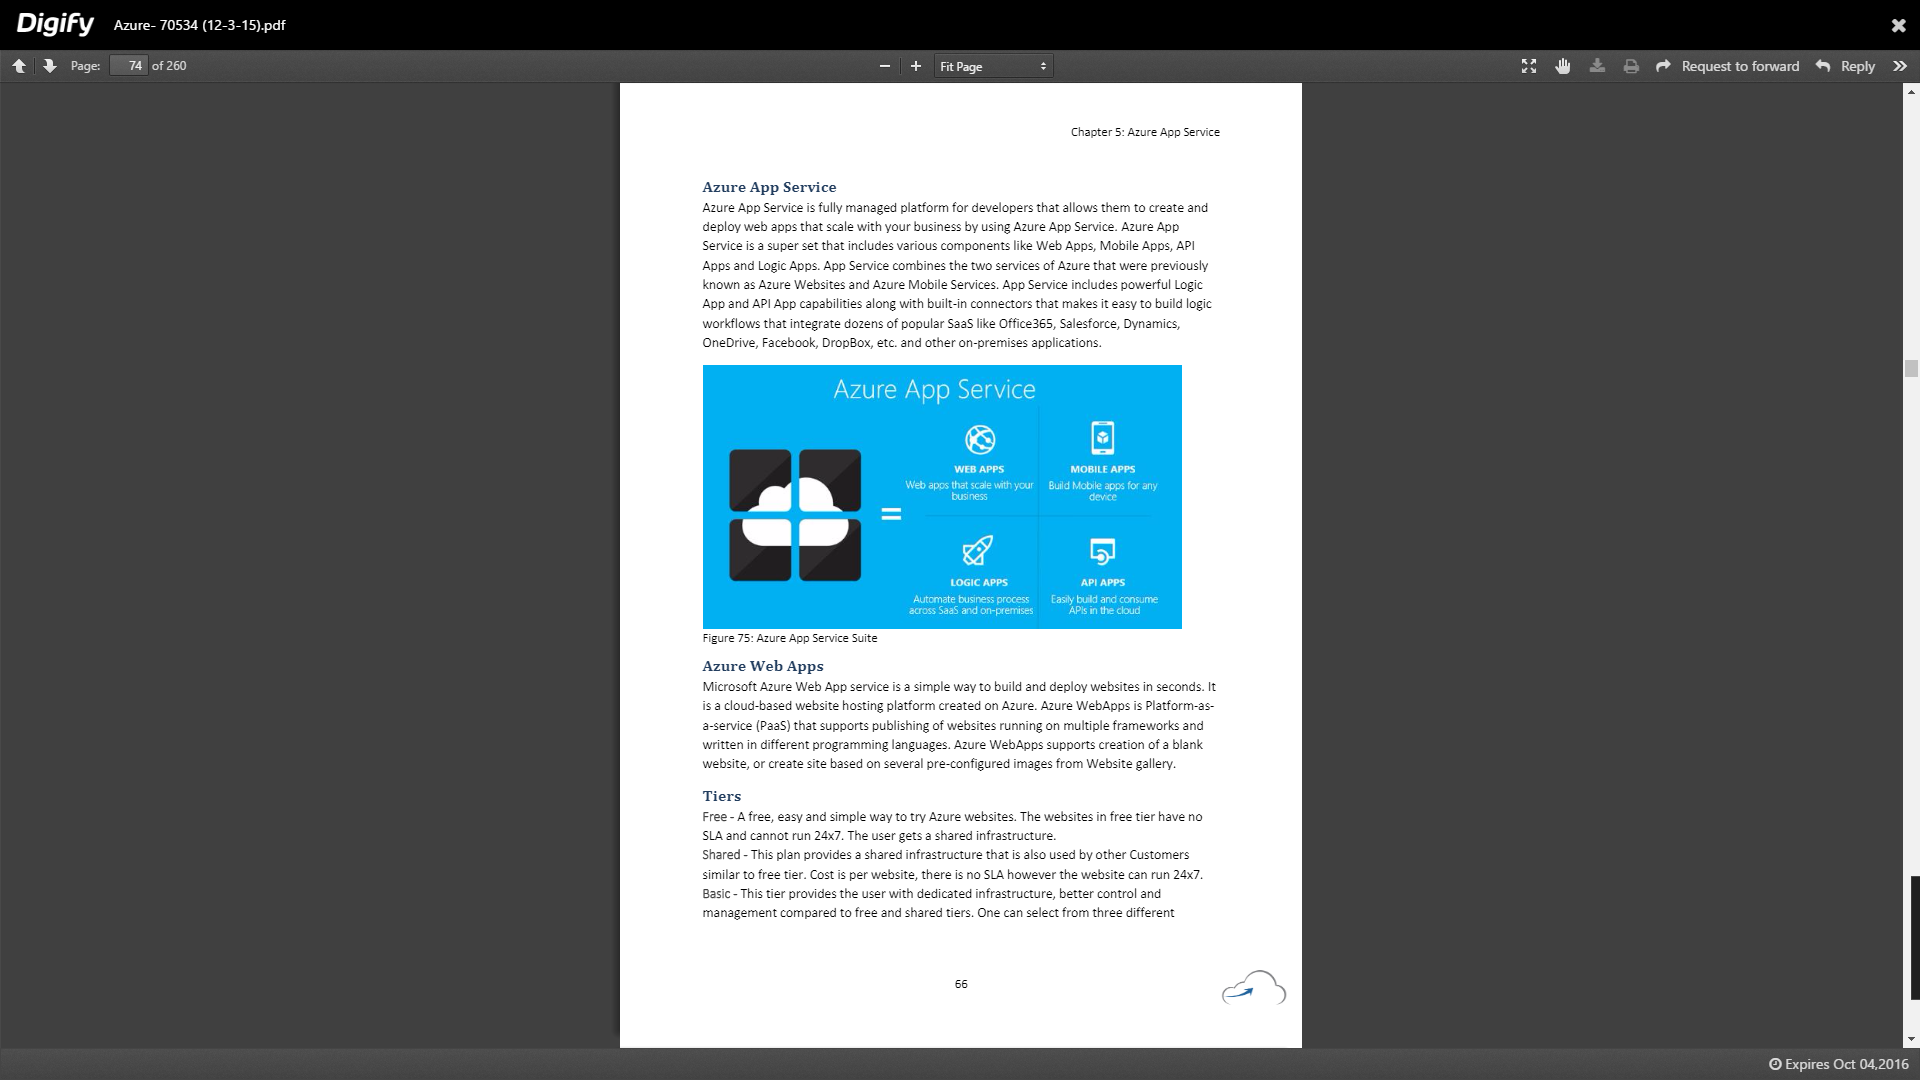 Digify Azure- 70534 (12-3-15).pdf
Page: 74 of 260 Fit Page Request to forward Reply
Chapter 5: Azure App Service
Azure App Service
Azure App Service is fully managed platform for developers that allows them to create and
deploy web apps that scale with your business by using Azure App Service. Azure App
Service is a super set that includes various components like Web Apps, Mobile Apps, API
Apps and Logic Apps. App Service combines the two services of Azure that were previously
known as Azure Websites and Azure Mobile Services. App Service includes powerful Logic
App and API App capabilities along with built-in connectors that makes it easy to build logic
workflows that integrate dozens of popular SaaS like Office365, Salesforce, Dynamics,
OneDrive, Facebook, DropBox, etc. and other on-premises applications.
Azure App Service
WEB APPS
Web apps that scale with your
business
MOBILE APPS
Build Mobile apps for any
device
=
LOGIC APPS
Automate business process
across SaaS and on-premises
API APPS
Easily build and consume
APIs in the cloud
Figure 75: Azure App Service Suite
Azure Web Apps
Microsoft Azure Web App service is a simple way to build and deploy websites in seconds. It
is a cloud-based website hosting platform created on Azure. Azure WebApps is Platform-as-
a-service (PaaS) that supports publishing of websites running on multiple frameworks and
written in different programming languages. Azure WebApps supports creation of a blank
website, or create site based on several pre-configured images from Website gallery.
Tiers
Free - A free, easy and simple way to try Azure websites. The websites in free tier have no
SLA and cannot run 24x7. The user gets a shared infrastructure.
Shared - This plan provides a shared infrastructure that is also used by other Customers
similar to free tier. Cost is per website, there is no SLA however the website can run 24x7.
Basic - This tier provides the user with dedicated infrastructure, better control and
management compared to free and shared tiers. One can select from three different
66
Expires Oct 04,2016